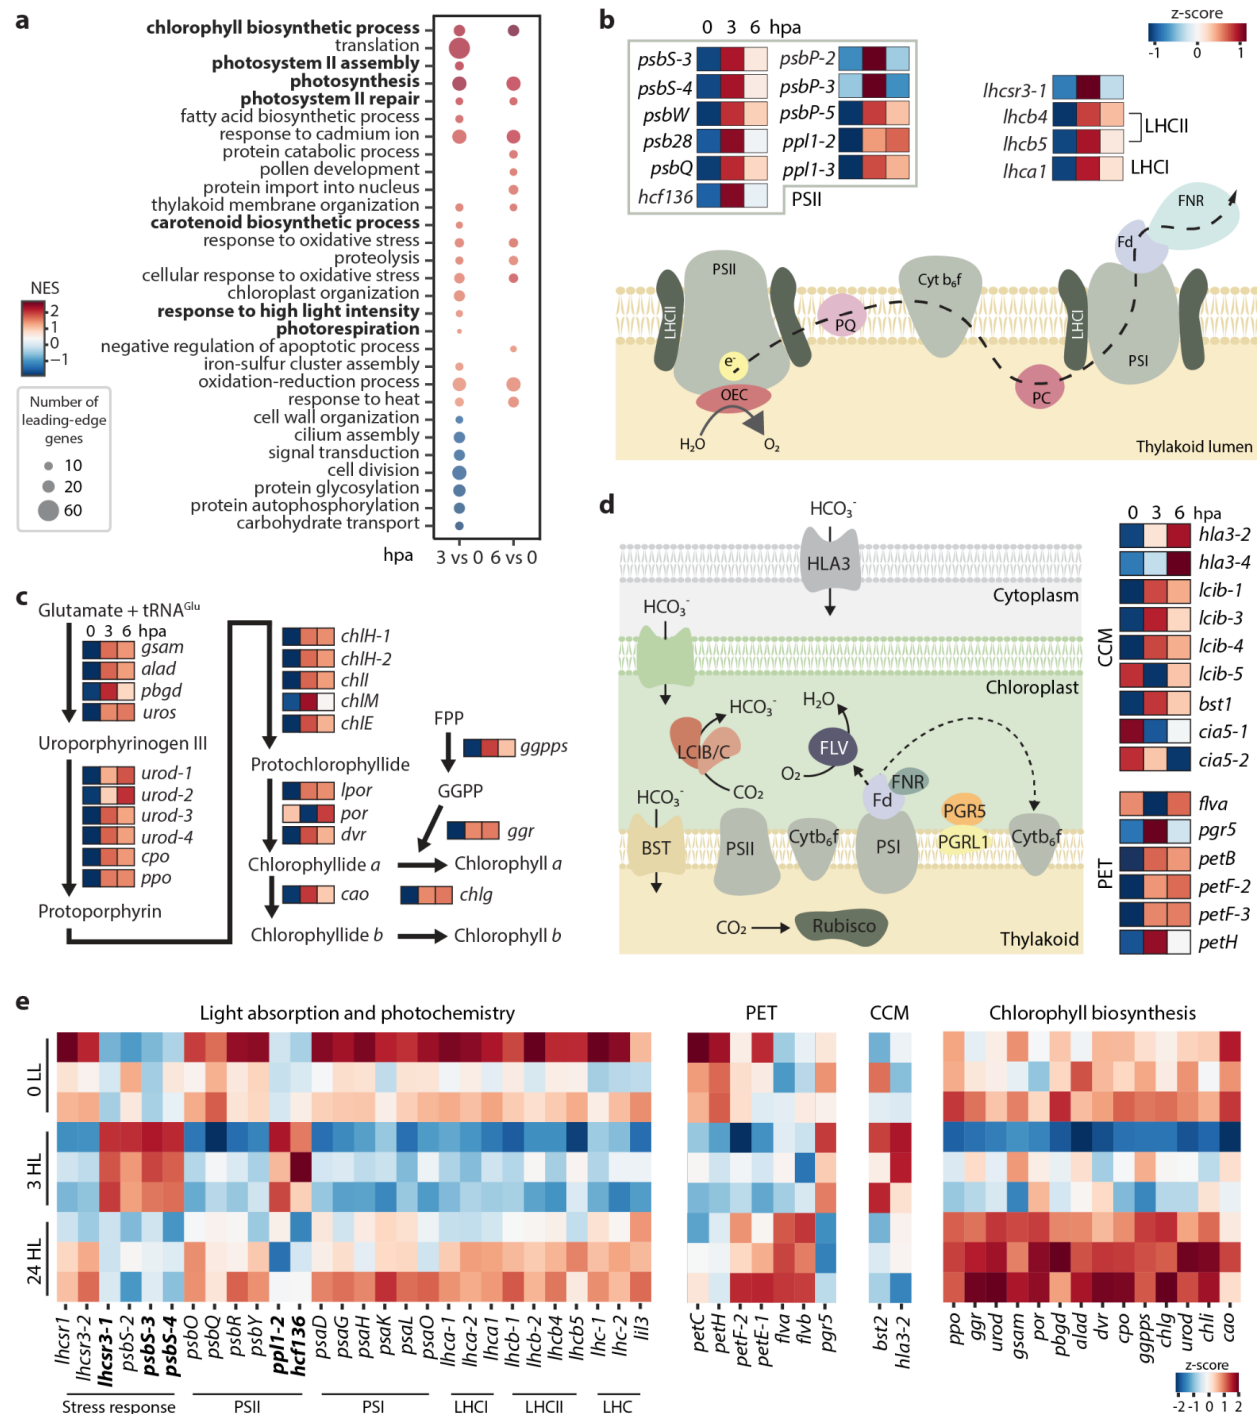 a
chlorophyll biosynthetic process
translation
photosystem II assembly
photosynthesis
photosystem II repair
fatty acid biosynthetic process
response to cadmium ion
protein catabolic process
pollen development
protein import into nucleus
thylakoid membrane organization
carotenoid biosynthetic process
response to oxidative stress
proteolysis
cellular response to oxidative stress
chloroplast organization
response to high light intensity
photorespiration
negative regulation of apoptotic process
iron-sulfur cluster assembly
oxidation-reduction process
response to heat
cell wall organization
cilium assembly
signal transduction
cell division
protein glycosylation
protein autophosphorylation
carbohydrate transport
hpa 3 vs 0 6 vs 0
NES
2
1
0
−1
Number of
leading-edge
genes
10
20
60
b
0 3 6 hpa
psbS-3
psbS-4
psbW
psb28
psbQ
hcf136
psbP-2
psbP-3
psbP-5
ppl1-2
ppl1-3
PSII
z-score
-1 0 1
lhcsr3-1
lhcb4
lhcb5
LHCII
lhca1 LHCI
FNR
Fd
PSII
LHCII
Cyt b₆f
PQ
LHCI
PSI
e⁻
OEC
PC
H₂O
O₂
Thylakoid lumen
c
Glutamate + tRNAᴳˡᵘ
0 3 6 hpa
gsam
alad
pbgd
uros
Uroporphyrinogen III
urod-1
urod-2
urod-3
urod-4
cpo
ppo
Protoporphyrin
chlH-1
chlH-2
chlI
chlM
chlE
Protochlorophyllide
lpor
por
dvr
Chlorophyllide a
cao
Chlorophyllide b
FPP
ggpps
GGPP
ggr
Chlorophyll a
chlg
Chlorophyll b
d
HCO₃⁻
HLA3
Cytoplasm
HCO₃⁻
Chloroplast
HCO₃⁻
LCIB/C
CO₂
H₂O
FLV
O₂
Fd
FNR
HCO₃⁻
BST
PSII
Cytb₆f
PSI
PGR5
PGRL1
Cytb₆f
CO₂
Rubisco
Thylakoid
0 3 6 hpa
CCM
hla3-2
hla3-4
lcib-1
lcib-3
lcib-4
lcib-5
bst1
cia5-1
cia5-2
PET
flva
pgr5
petB
petF-2
petF-3
petH
e
Light absorption and photochemistry
PET
CCM
Chlorophyll biosynthesis
0 LL
3 HL
24 HL
lhcsr1
lhcsr3-2
lhcsr3-1
psbS-2
psbS-3
psbS-4
psbO
psbQ
psbR
psbY
ppl1-2
hcf136
psaD
psaG
psaH
psaK
psaL
psaO
lhca-1
lhca-2
lhca1
lhcb-1
lhcb-2
lhcb4
lhcb5
lhc-1
lhc-2
lil3
petC
petH
petF-2
petE-1
flva
flvb
pgr5
bst2
hla3-2
ppo
ggr
urod
gsam
por
pbgd
alad
dvr
cpo
ggpps
chlg
urod
chli
cao
Stress response
PSII
PSI
LHCI
LHCII
LHC
z-score
-2 -1 0 1 2